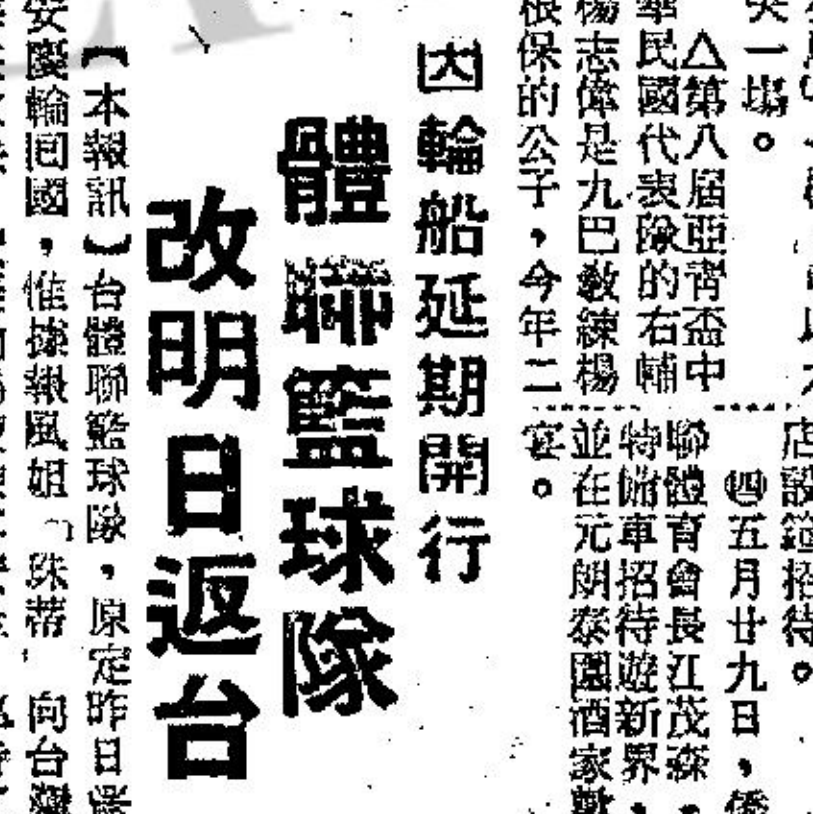 央一場。
△第八屆亞青盃中
華民國代表隊的右輔
楊志偉是九巴教練楊
根保的公子,今年二
店設筵招待。
㈣五月廿九日,僑
聯體育會長江茂森,
特備車招待遊新界,
並在元朗泰園酒家歡
宴。
因輪船延期開行
體聯籃球隊
改明日返台
【本報訊】台體聯籃球隊,原定昨日乘
安慶輪回國,惟據報風姐「珠蒂」向台灣